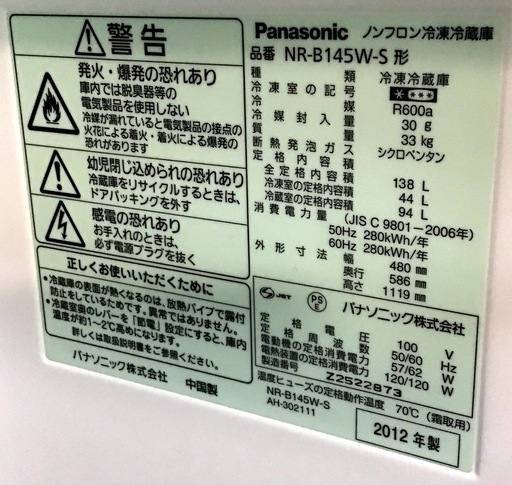 警告
発火・爆発の恐れあり
庫内では脱臭器等の
電気製品を使用しない
冷媒が漏れていると電気製品の接点の
火花による着火・着火による爆発の
恐れがあります
幼児閉じ込められの恐れあり
冷蔵庫をリサイクルするときは、
ドアパッキングを外す
感電の恐れあり
お手入れのときは、
必ず電源プラグを抜く
正しくお使いいただくために
・冷蔵庫の表面が熱くなるのは、放熱パイプで露付
防止をしているためです。異常ではありません。
・冷蔵室奥のレバーを「節電」設定にすると、庫内
温度が約1~2℃高めになります。
詳しくは取扱説明書をご参照ください。
パナソニック株式会社 中国製
Panasonic ノンフロン冷凍冷蔵庫
品番 NR-B145W-S 形
種類 冷凍冷蔵庫
冷凍室の記号
冷媒 R600a
冷媒封入量 30 g
質量 33 kg
断熱発泡ガス シクロペンタン
定格内容積
全定格内容積 138 L
冷凍室の定格内容積 44 L
冷蔵室の定格内容積 94 L
消費電力量 (JIS C 9801-2006年)
50Hz 280kWh/年
60Hz 280kWh/年
外形寸法 幅 480 mm
奥行 586 mm
高さ 1119 mm
JET PSE パナソニック株式会社
定格電圧 100 V
定格周波数 50/60 Hz
電動機の定格消費電力 57/62 W
電熱装置の定格消費電力 120/120 W
製造番号 Z2522873
温度ヒューズの定格動作温度 70℃ (霜取用)
NR-B145W-S
AH-302111
2012年製